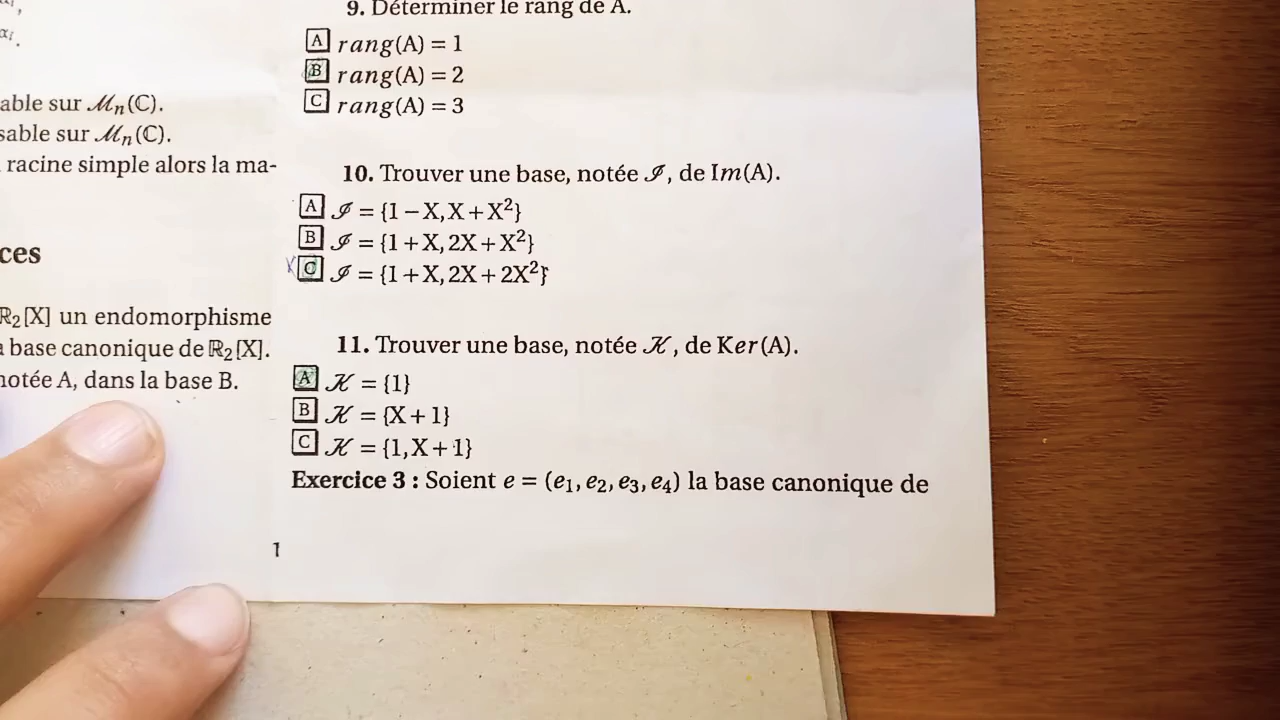 αᵢ.
able sur ℳₙ(ℂ).
sable sur ℳₙ(ℂ).
racine simple alors la ma-
ces
ℝ₂[X] un endomorphisme
a base canonique de ℝ₂[X].
notée A, dans la base B.
1
9. Déterminer le rang de A.
A rang(A) = 1
B rang(A) = 2
C rang(A) = 3
10. Trouver une base, notée ℐ, de Im(A).
A ℐ = {1 − X, X + X²}
B ℐ = {1 + X, 2X + X²}
C ℐ = {1 + X, 2X + 2X²}
11. Trouver une base, notée 𝒦, de Ker(A).
A 𝒦 = {1}
B 𝒦 = {X + 1}
C 𝒦 = {1, X + 1}
Exercice 3 : Soient e = (e₁, e₂, e₃, e₄) la base canonique de